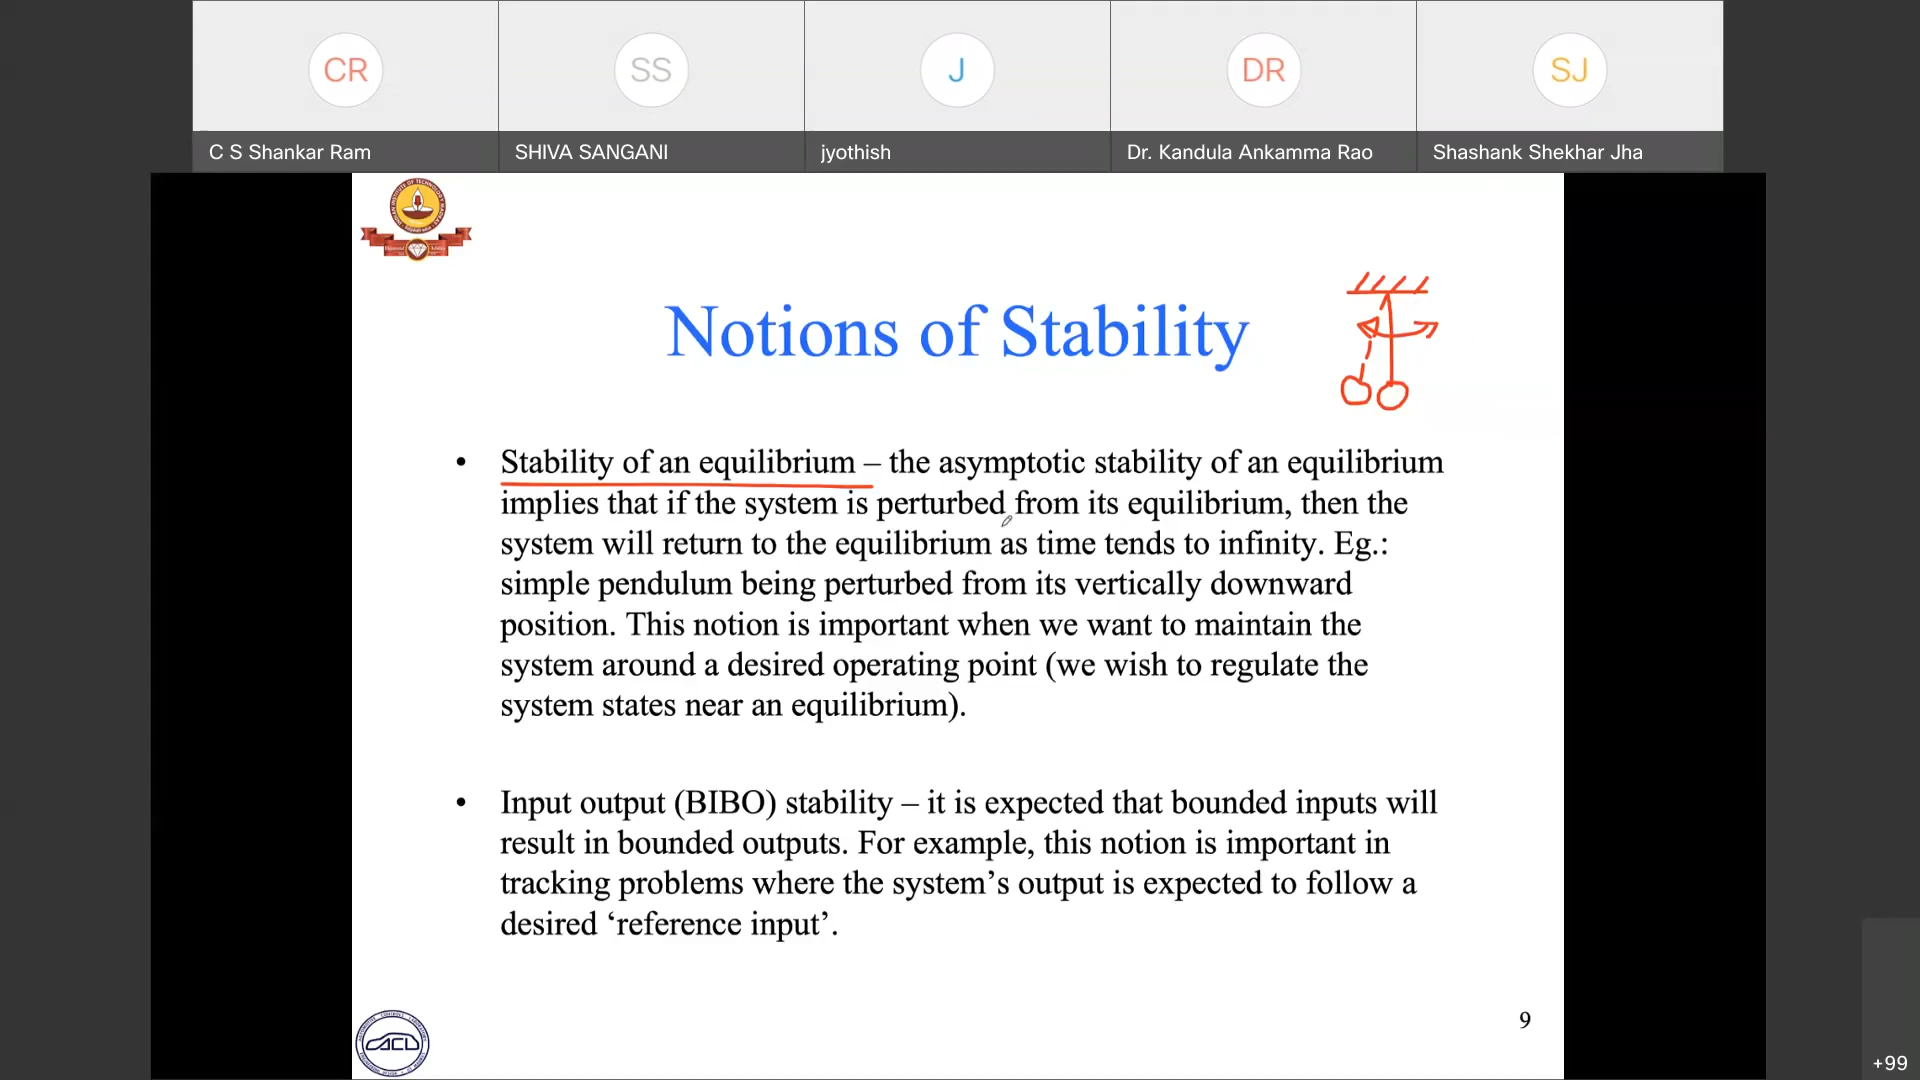 CR
SS
J
DR
SJ
C S Shankar Ram
SHIVA SANGANI
jyothish
Dr. Kandula Ankamma Rao
Shashank Shekhar Jha
Notions of Stability
• Stability of an equilibrium – the asymptotic stability of an equilibrium
implies that if the system is perturbed from its equilibrium, then the
system will return to the equilibrium as time tends to infinity. Eg.:
simple pendulum being perturbed from its vertically downward
position. This notion is important when we want to maintain the
system around a desired operating point (we wish to regulate the
system states near an equilibrium).
• Input output (BIBO) stability – it is expected that bounded inputs will
result in bounded outputs. For example, this notion is important in
tracking problems where the system’s output is expected to follow a
desired ‘reference input’.
ACL
9
+99